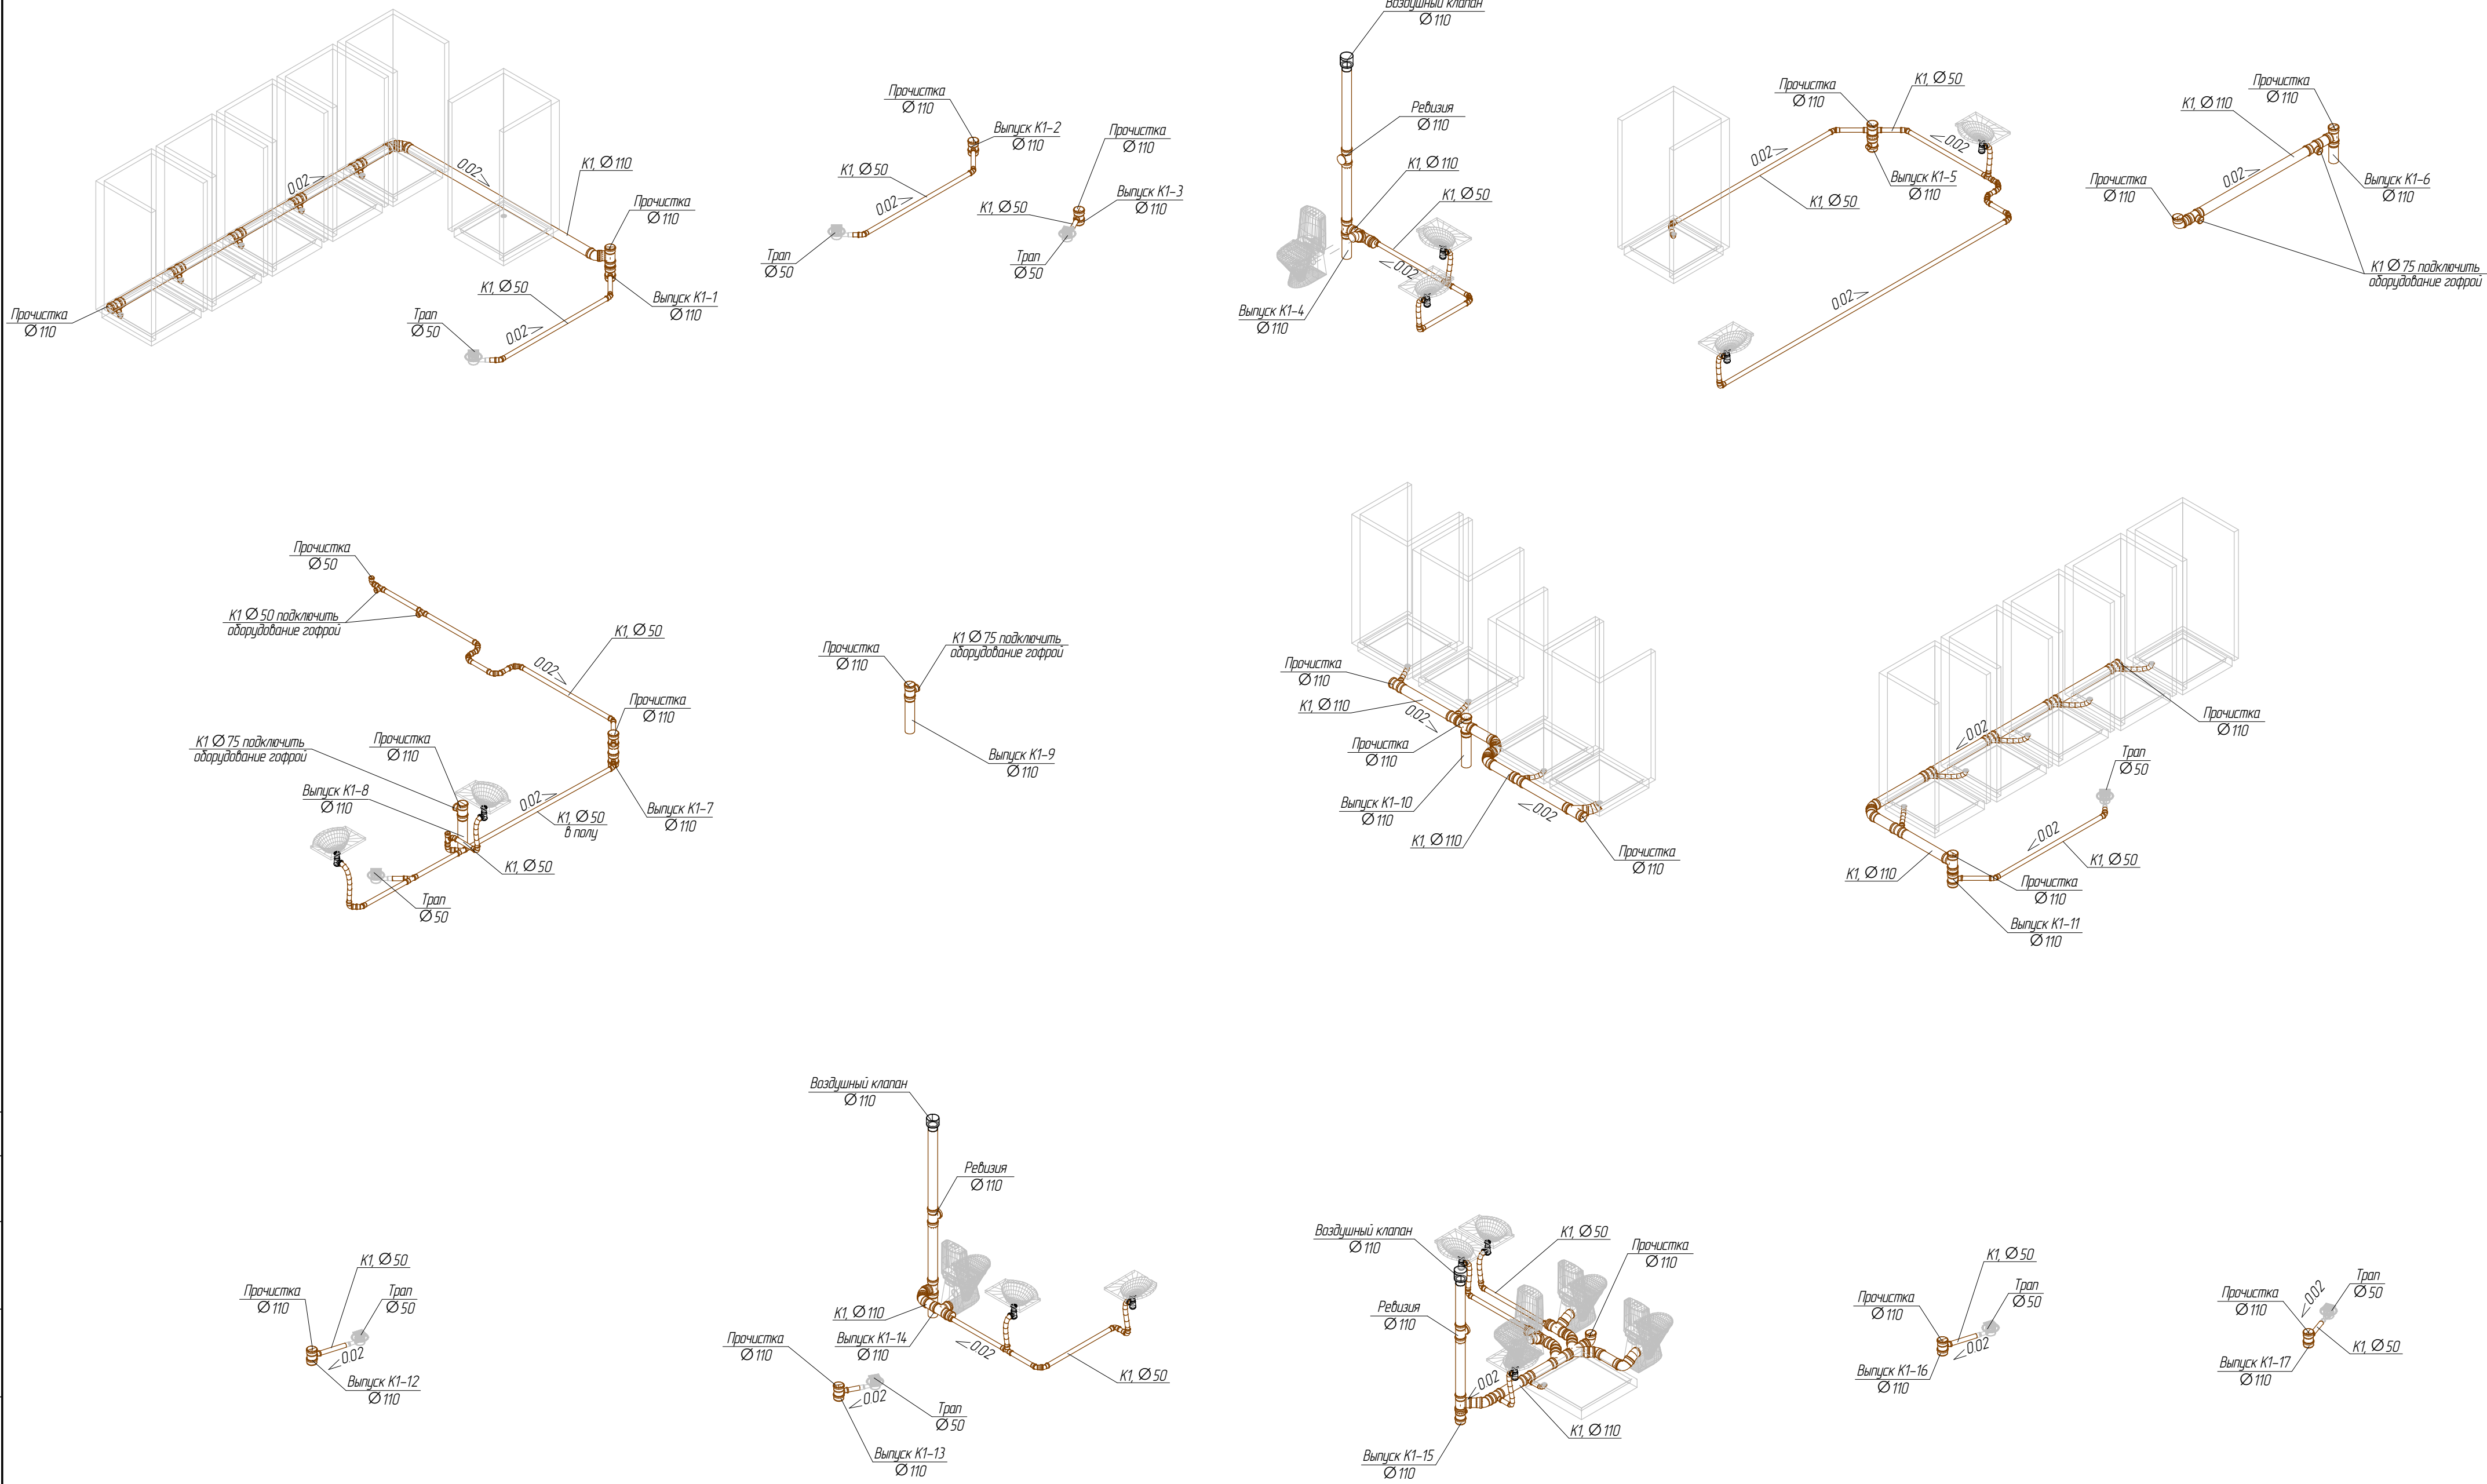 0.02
0.02
К1, Ø110
Прочистка
Ø110
К1, Ø50
0.02
Трап
Ø50
Выпуск К1-1
Ø110
Прочистка
Ø110
Прочистка
Ø110
Выпуск К1-2
Ø110
К1, Ø50
0.02
Трап
Ø50
Прочистка
Ø110
Выпуск К1-3
Ø110
К1, Ø50
Трап
Ø50
Воздушный клапан
Ø110
Ревизия
Ø110
К1, Ø110
К1, Ø50
0.02
Выпуск К1-4
Ø110
Прочистка
Ø110
К1, Ø50
0.02
0.02
Выпуск К1-5
Ø110
К1, Ø50
0.02
Прочистка
Ø110
К1, Ø110
0.02
Прочистка
Ø110
Выпуск К1-6
Ø110
К1 Ø75 подключить
оборудование гофрой
Прочистка
Ø50
К1 Ø50 подключить
оборудование гофрой
К1, Ø50
0.02
Прочистка
Ø110
К1 Ø75 подключить
оборудование гофрой
Прочистка
Ø110
Выпуск К1-8
Ø110
0.02
К1, Ø50
в полу
Выпуск К1-7
Ø110
К1, Ø50
Трап
Ø50
Прочистка
Ø110
К1 Ø75 подключить
оборудование гофрой
Выпуск К1-9
Ø110
Прочистка
Ø110
К1, Ø110
0.02
Прочистка
Ø110
Выпуск К1-10
Ø110
0.02
К1, Ø110
Прочистка
Ø110
0.02
Прочистка
Ø110
Трап
Ø50
0.02
К1, Ø50
К1, Ø110
Прочистка
Ø110
Выпуск К1-11
Ø110
К1, Ø50
Прочистка
Ø110
Трап
Ø50
0.02
Выпуск К1-12
Ø110
Воздушный клапан
Ø110
Ревизия
Ø110
К1, Ø110
Выпуск К1-14
Ø110
0.02
К1, Ø50
Прочистка
Ø110
0.02
Трап
Ø50
Выпуск К1-13
Ø110
Воздушный клапан
Ø110
К1, Ø50
Прочистка
Ø110
Ревизия
Ø110
0.02
К1, Ø110
Выпуск К1-15
Ø110
К1, Ø50
Прочистка
Ø110
Трап
Ø50
0.02
Выпуск К1-16
Ø110
0.02
Трап
Ø50
Прочистка
Ø110
К1, Ø50
Выпуск К1-17
Ø110